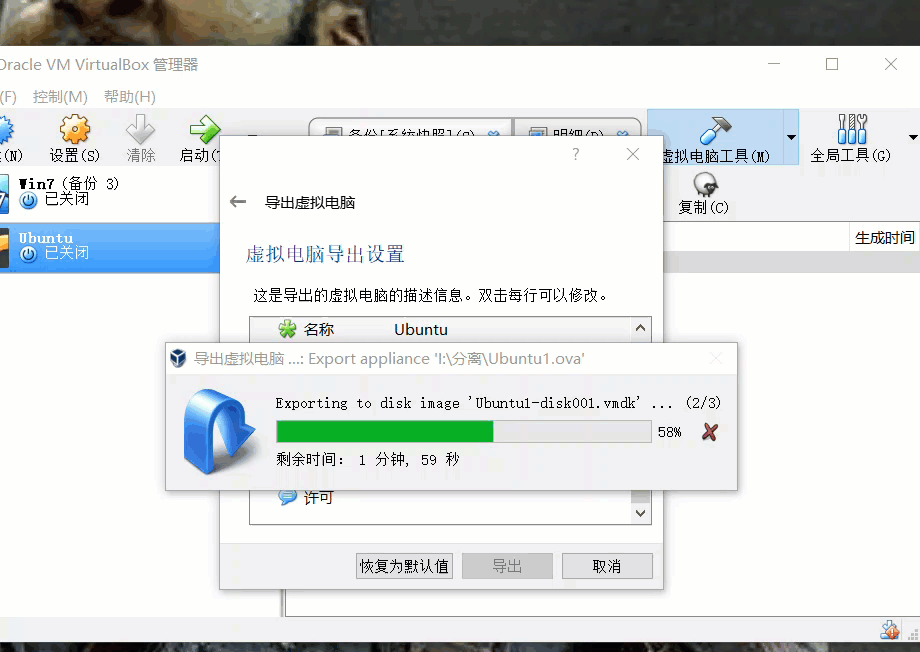 Oracle VM VirtualBox 管理器
(F) 控制(M) 帮助(H)
(N) 设置(S) 清除 启动(T
备份[系统快照](S) 明细(D)
虚拟电脑工具(M) 全局工具(G)
Win7 (备份 3)
已关闭
复制(C)
Ubuntu
已关闭
生成时间
?
导出虚拟电脑
虚拟电脑导出设置
这是导出的虚拟电脑的描述信息。双击每行可以修改。
名称 Ubuntu
导出虚拟电脑 ...: Export appliance 'I:\分离\Ubuntu1.ova'
Exporting to disk image 'Ubuntu1-disk001.vmdk' ... (2/3)
58%
剩余时间: 1 分钟, 59 秒
许可
恢复为默认值 导出 取消